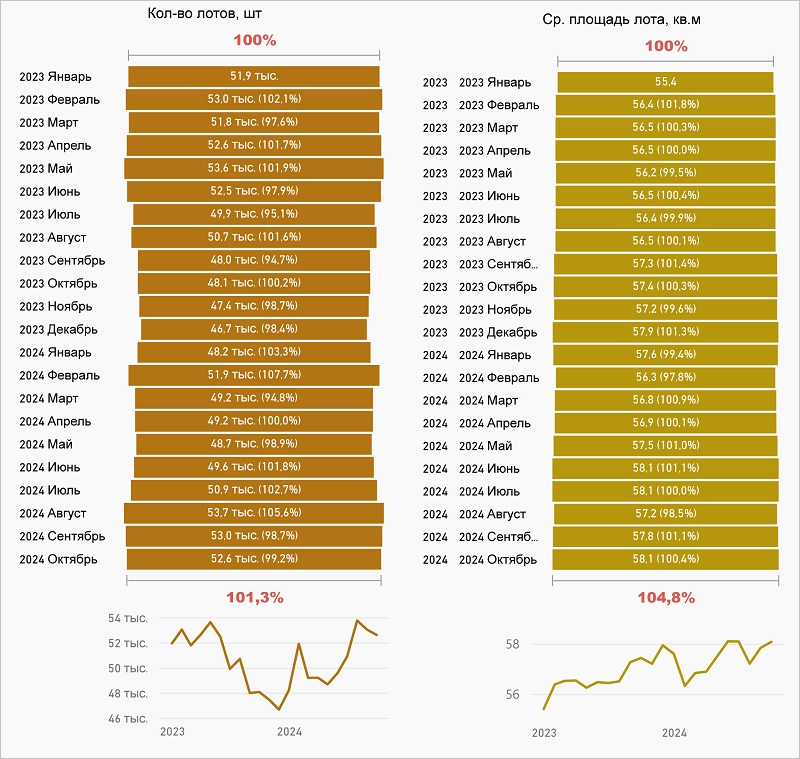 Кол-во лотов, шт
100%
2023 Январь 51,9 тыс.
2023 Февраль 53,0 тыс. (102,1%)
2023 Март 51,8 тыс. (97,6%)
2023 Апрель 52,6 тыс. (101,7%)
2023 Май 53,6 тыс. (101,9%)
2023 Июнь 52,5 тыс. (97,9%)
2023 Июль 49,9 тыс. (95,1%)
2023 Август 50,7 тыс. (101,6%)
2023 Сентябрь 48,0 тыс. (94,7%)
2023 Октябрь 48,1 тыс. (100,2%)
2023 Ноябрь 47,4 тыс. (98,7%)
2023 Декабрь 46,7 тыс. (98,4%)
2024 Январь 48,2 тыс. (103,3%)
2024 Февраль 51,9 тыс. (107,7%)
2024 Март 49,2 тыс. (94,8%)
2024 Апрель 49,2 тыс. (100,0%)
2024 Май 48,7 тыс. (98,9%)
2024 Июнь 49,6 тыс. (101,8%)
2024 Июль 50,9 тыс. (102,7%)
2024 Август 53,7 тыс. (105,6%)
2024 Сентябрь 53,0 тыс. (98,7%)
2024 Октябрь 52,6 тыс. (99,2%)
101,3%
54 тыс.
52 тыс.
50 тыс.
48 тыс.
46 тыс.
2023 2024
Ср. площадь лота, кв.м
100%
2023 2023 Январь 55,4
2023 2023 Февраль 56,4 (101,8%)
2023 2023 Март 56,5 (100,3%)
2023 2023 Апрель 56,5 (100,0%)
2023 2023 Май 56,2 (99,5%)
2023 2023 Июнь 56,5 (100,4%)
2023 2023 Июль 56,4 (99,9%)
2023 2023 Август 56,5 (100,1%)
2023 2023 Сентяб... 57,3 (101,4%)
2023 2023 Октябрь 57,4 (100,3%)
2023 2023 Ноябрь 57,2 (99,6%)
2023 2023 Декабрь 57,9 (101,3%)
2024 2024 Январь 57,6 (99,4%)
2024 2024 Февраль 56,3 (97,8%)
2024 2024 Март 56,8 (100,9%)
2024 2024 Апрель 56,9 (100,1%)
2024 2024 Май 57,5 (101,0%)
2024 2024 Июнь 58,1 (101,1%)
2024 2024 Июль 58,1 (100,0%)
2024 2024 Август 57,2 (98,5%)
2024 2024 Сентяб... 57,8 (101,1%)
2024 2024 Октябрь 58,1 (100,4%)
104,8%
58
56
2023 2024